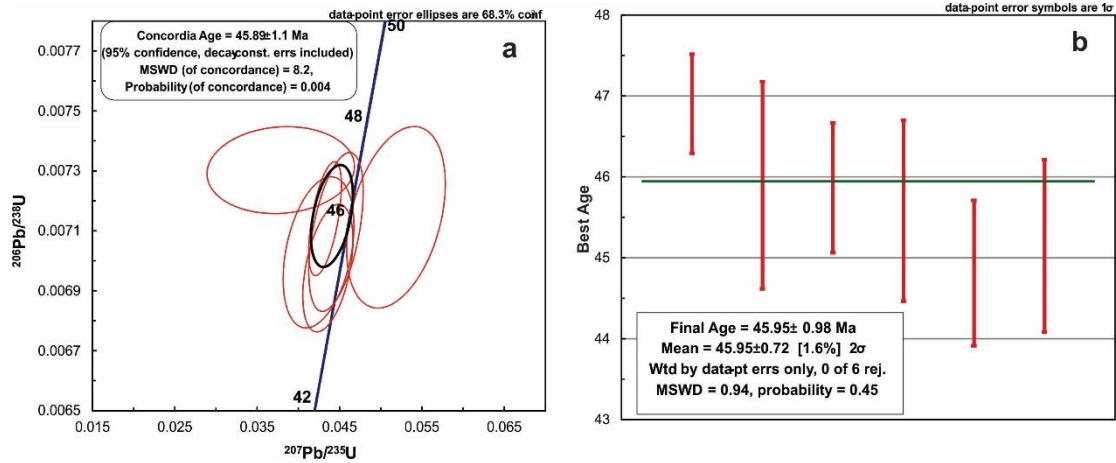 data-point error ellipses are 68.3% conf
a
Concordia Age = 45.89±1.1 Ma
(95% confidence, decay-const. errs included)
MSWD (of concordance) = 8.2,
Probability (of concordance) = 0.004
50
48
46
42
0.0077
0.0075
0.0073
0.0071
0.0069
0.0067
0.0065
206Pb/238U
0.015
0.025
0.035
0.045
0.055
0.065
207Pb/235U
data-point error symbols are 1σ
b
48
47
46
45
44
43
Best Age
Final Age = 45.95± 0.98 Ma
Mean = 45.95±0.72 [1.6%] 2σ
Wtd by data-pt errs only, 0 of 6 rej.
MSWD = 0.94, probability = 0.45